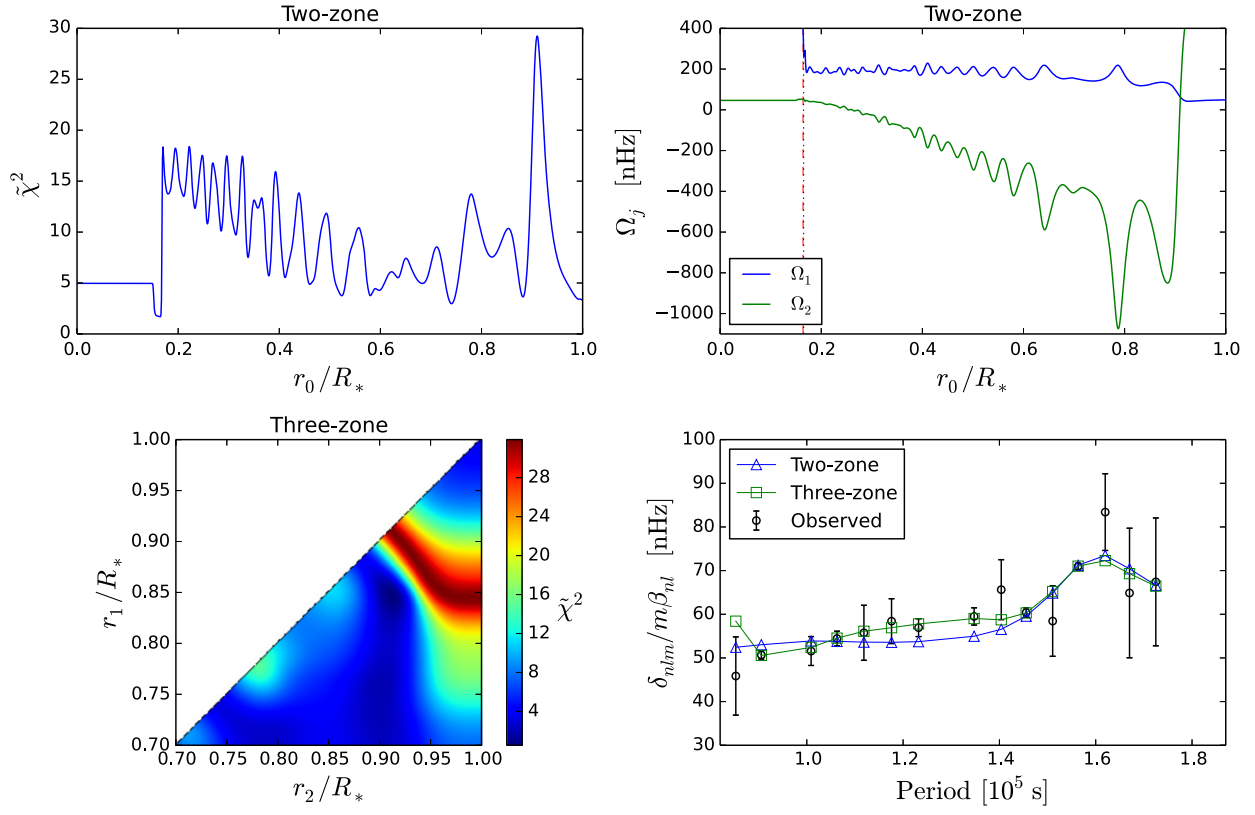 Two-zone
30
25
20
15
10
5
0
χ̃²
0.0 0.2 0.4 0.6 0.8 1.0
r₀/R∗
Two-zone
400
200
0
−200
−400
−600
−800
−1000
Ωⱼ [nHz]
Ω₁
Ω₂
0.0 0.2 0.4 0.6 0.8 1.0
r₀/R∗
Three-zone
1.00
0.95
0.90
0.85
0.80
0.75
0.70
r₁/R∗
0.70 0.75 0.80 0.85 0.90 0.95 1.00
r₂/R∗
28
24
20
16
12
8
4
χ̃²
100
90
80
70
60
50
40
30
δₙₗₘ/mβₙₗ [nHz]
Two-zone
Three-zone
Observed
1.0 1.2 1.4 1.6 1.8
Period [10⁵ s]